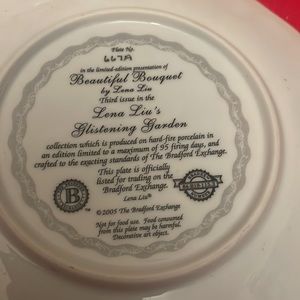 Plate No.
667A
in the limited-edition presentation of
Beautiful Bouquet
by Lena Liu
Third issue in the
Lena Liu's
Glistening Garden
collection which is produced on hard-fire porcelain in
an edition limited to a maximum of 95 firing days, and
crafted to the exacting standards of The Bradford Exchange.
This plate is officially
listed for trading on the
Bradford Exchange.
Lena Liu®
B
™
©2005 The Bradford Exchange
Not for food use. Food consumed
from this plate may be harmful.
Decorative art object.